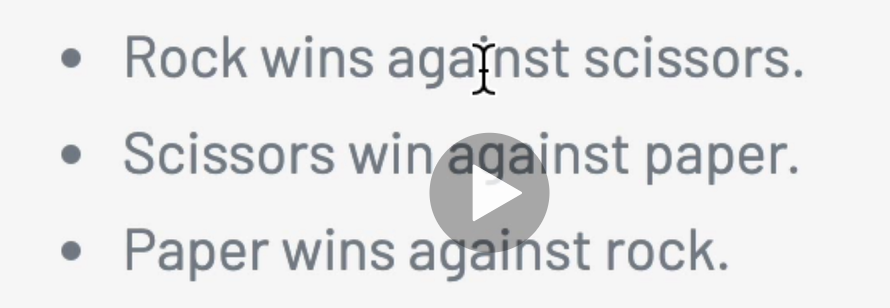 • Rock wins against scissors.
• Scissors win against paper.
• Paper wins against rock.